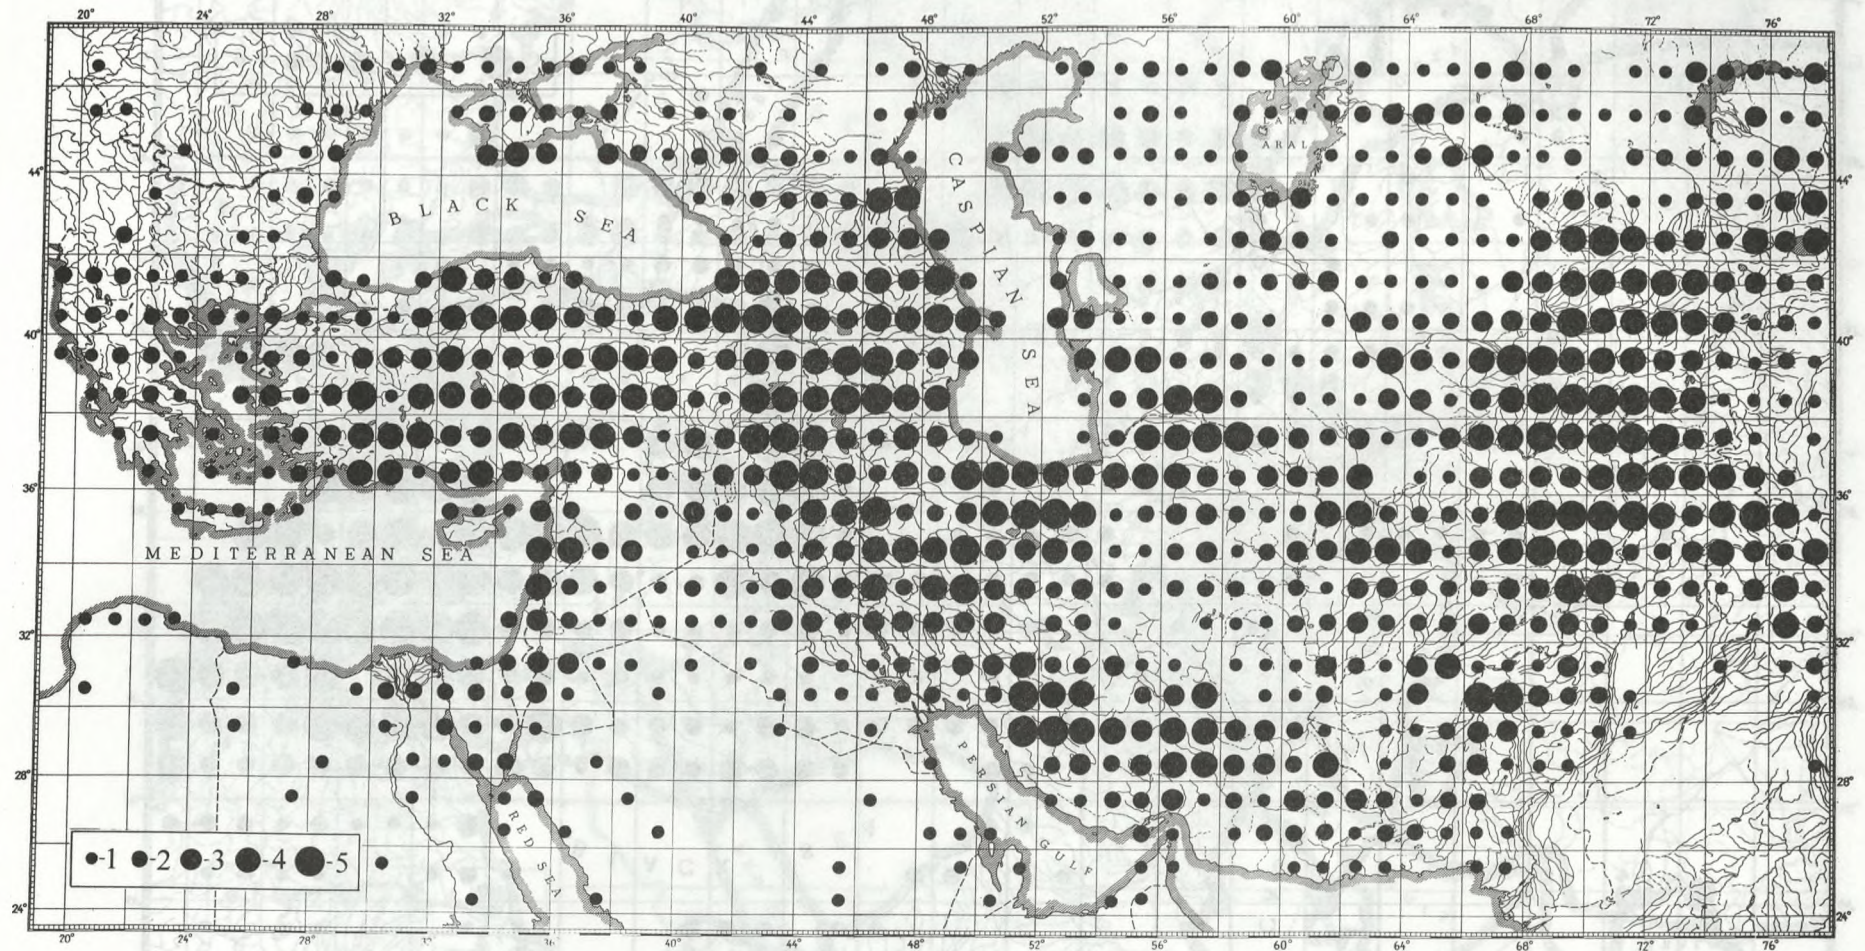 20° 24° 28° 32° 36° 40° 44° 48° 52° 56° 60° 64° 68° 72° 76°
ARAL
44° 44°
CASPIAN SEA
BLACK SEA
40° 40°
36° 36°
MEDITERRANEAN SEA
32° 32°
PERSIAN GULF
28° 28°
RED SEA
-1 -2 -3 -4 -5
24° 24°
20° 24° 28° 40° 44° 48° 52° 56° 60° 64° 68° 72° 76°